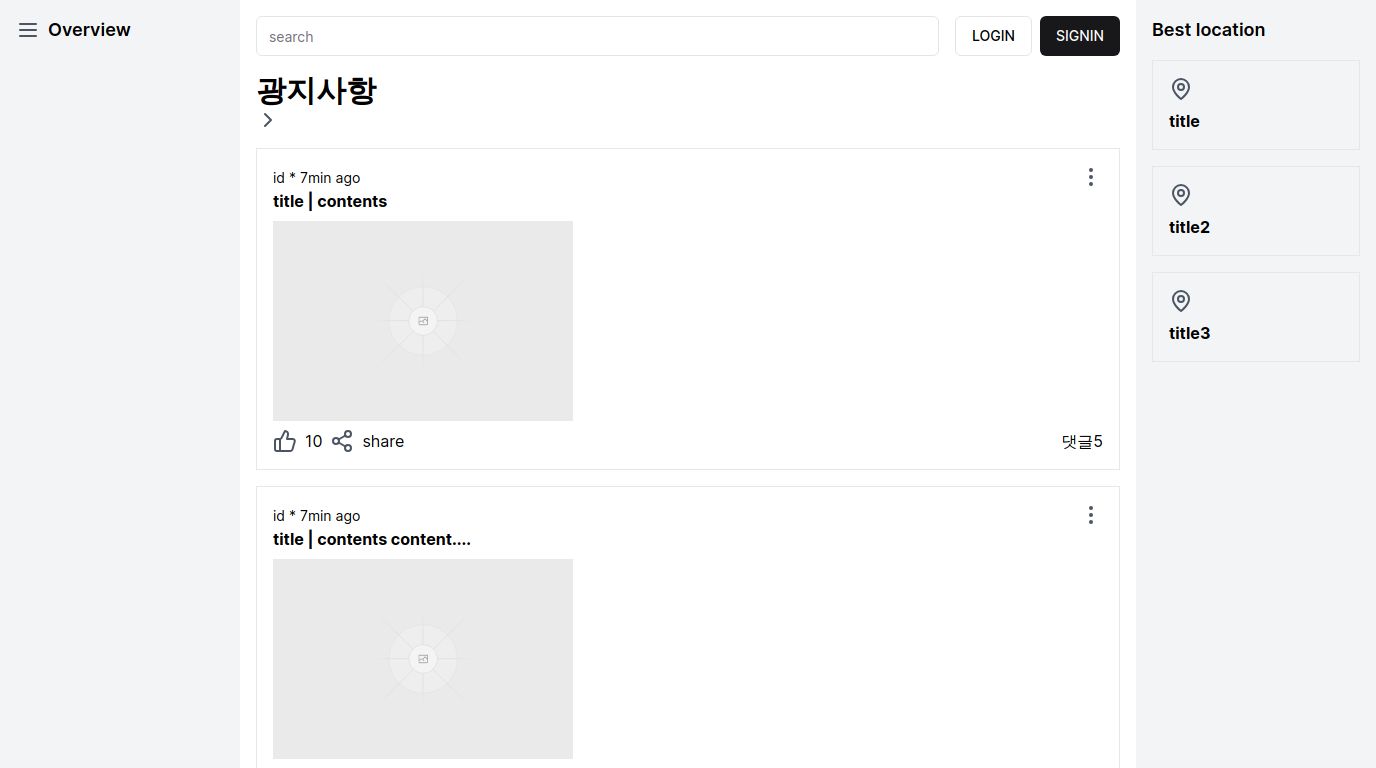 Overview
search
LOGIN
SIGNIN
광지사항
id * 7min ago
title | contents
10
share
댓글5
id * 7min ago
title | contents content....
Best location
title
title2
title3